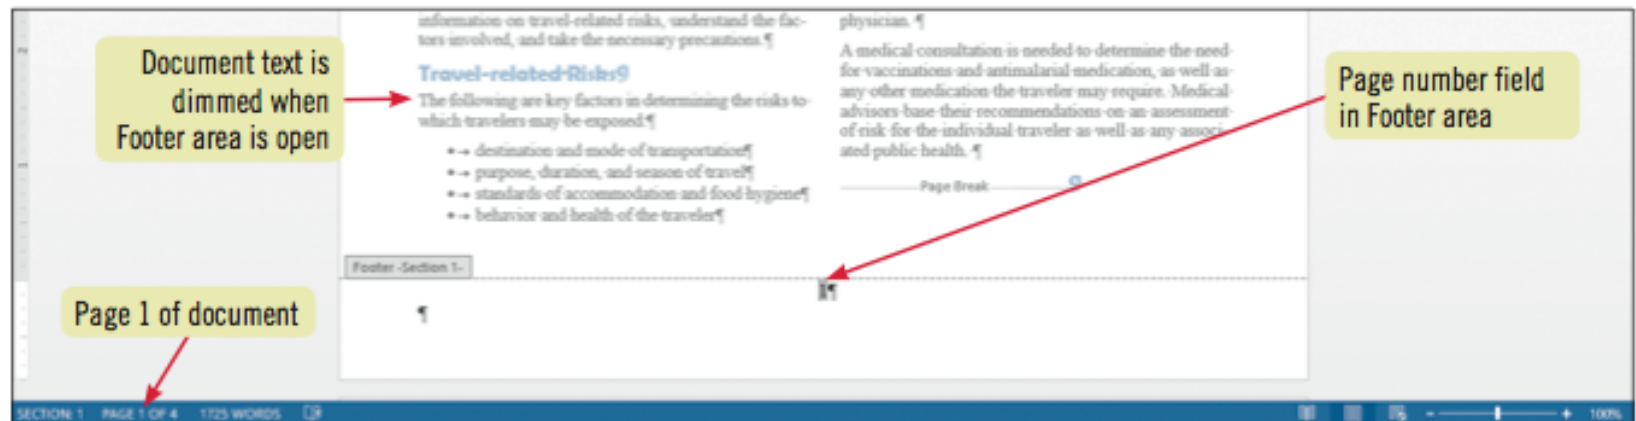 Document text is
dimmed when
Footer area is open
information on travel-related risks, understand the fac-
tors involved, and take the necessary precautions.¶
Travel-related Risks¶
The following are key factors in determining the risks to
which travelers may be exposed:¶
•→ destination and mode of transportation¶
•→ purpose, duration, and season of travel¶
•→ standards of accommodation and food hygiene¶
•→ behavior and health of the traveler¶
physician. ¶
A medical consultation is needed to determine the need
for vaccinations and antimalarial medication, as well as
any other medication the traveler may require. Medical
advisors base their recommendations on an assessment
of risk for the individual traveler as well as any associ-
ated public health. ¶
Page Break
Page number field
in Footer area
2
1
Footer -Section 1-
1¶
¶
Page 1 of document
SECTION: 1 PAGE 1 OF 4 1725 WORDS
- + 100%